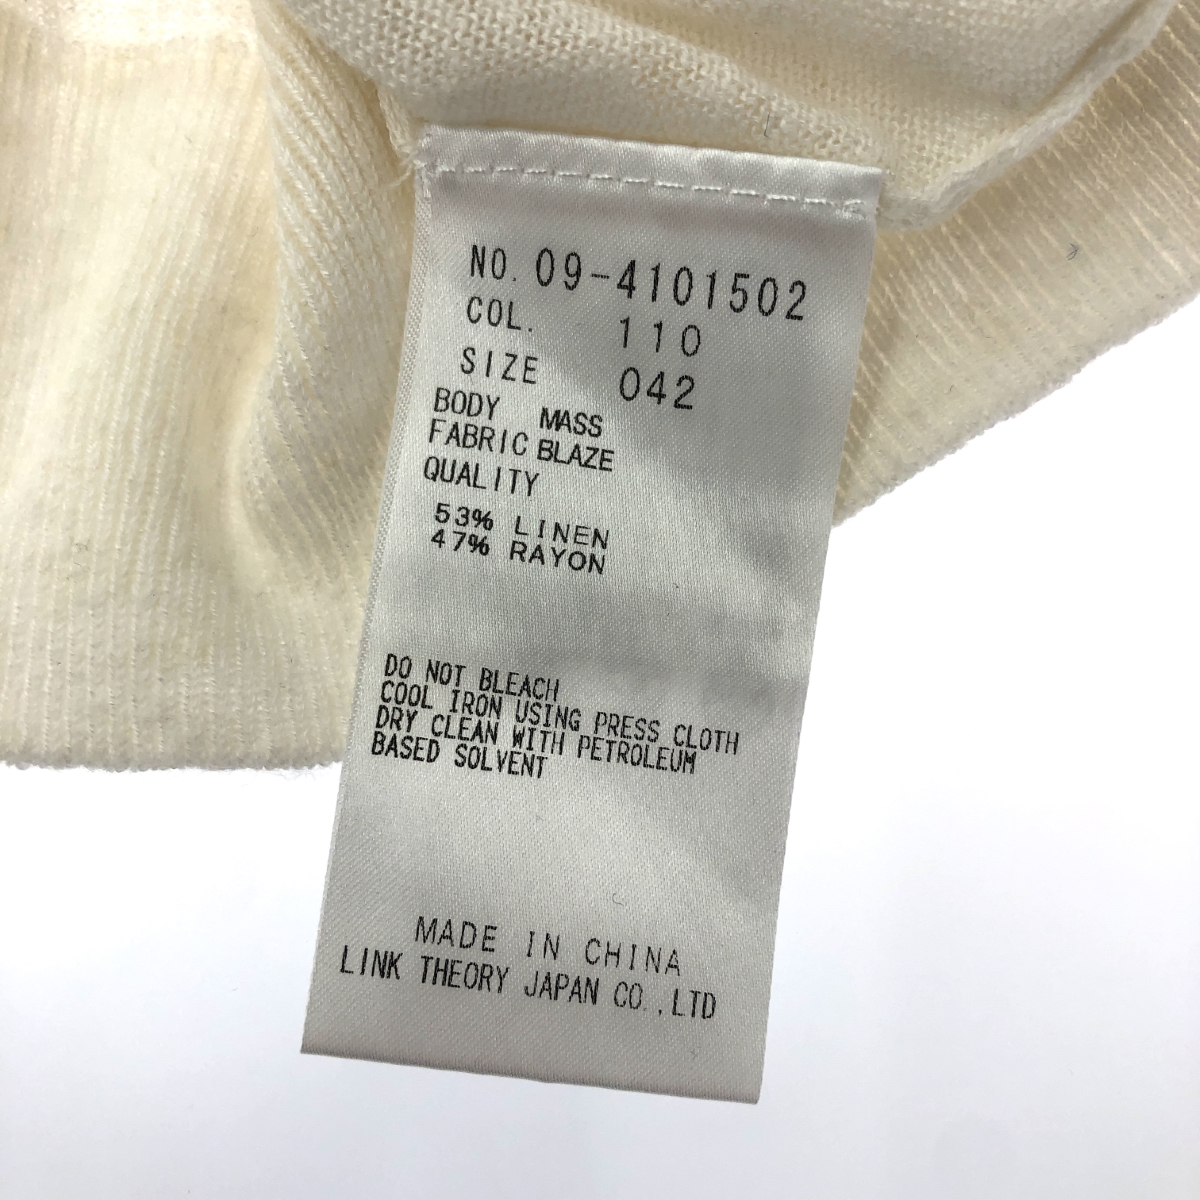 NO. 09-4101502
COL. 110
SIZE 042
BODY MASS
FABRIC BLAZE
QUALITY
53% LINEN
47% RAYON
DO NOT BLEACH
COOL IRON USING PRESS CLOTH
DRY CLEAN WITH PETROLEUM
BASED SOLVENT
MADE IN CHINA
LINK THEORY JAPAN CO.,LTD